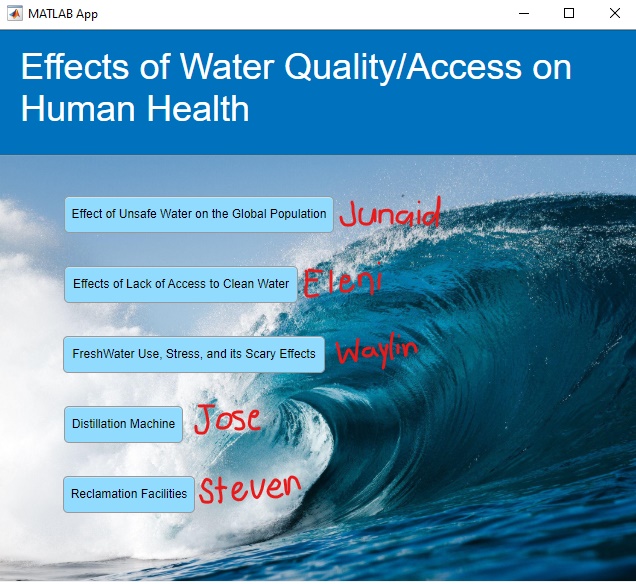 MATLAB App
Effects of Water Quality/Access on
Human Health
Effect of Unsafe Water on the Global Population Junaid
Effects of Lack of Access to Clean Water Eleni
FreshWater Use, Stress, and its Scary Effects Waylin
Distillation Machine Jose
Reclamation Facilities Steven